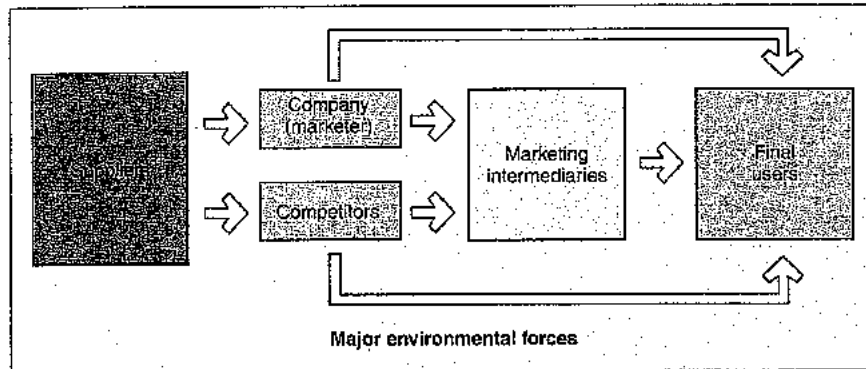 Suppliers
Company
(marketer)
Competitors
Marketing
intermediaries
Final
users
Major environmental forces